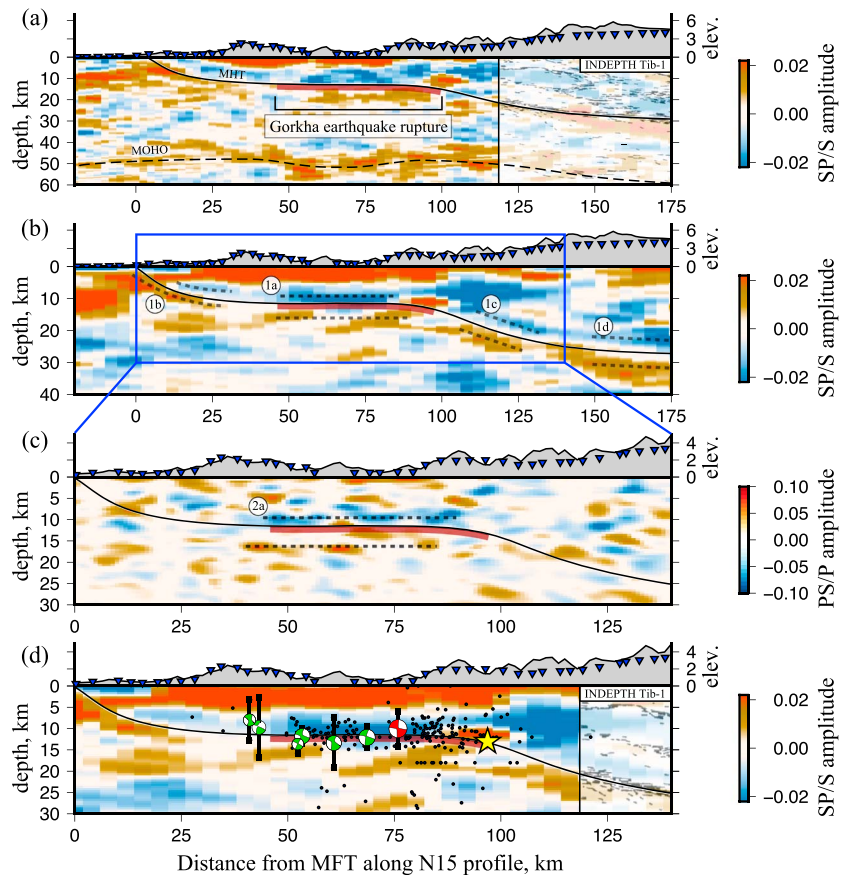 (a)
6
3
0
elev.
0
10
20
30
40
50
60
depth, km
MHT
INDEPTH Tib-1
Gorkha earthquake rupture
MOHO
0 25 50 75 100 125 150 175
0.02
0.00
−0.02
SP/S amplitude
(b)
6
3
0
elev.
0
10
20
30
40
depth, km
1a
1b
1c
1d
0 25 50 75 100 125 150 175
0.02
0.00
−0.02
SP/S amplitude
(c)
4
2
0
elev.
0
5
10
15
20
25
30
depth, km
2a
0 25 50 75 100 125
0.10
0.05
0.00
−0.05
−0.10
PS/P amplitude
(d)
4
2
0
elev.
0
5
10
15
20
25
30
depth, km
INDEPTH Tib-1
0 25 50 75 100 125
0.02
0.00
−0.02
SP/S amplitude
Distance from MFT along N15 profile, km